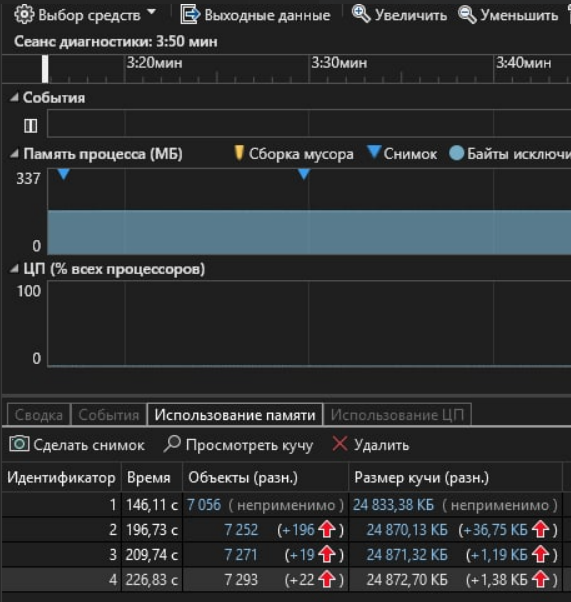 Выбор средств Выходные данные Увеличить Уменьшить
Сеанс диагностики: 3:50 мин
3:20мин 3:30мин 3:40мин
События
Память процесса (МБ) Сборка мусора Снимок Байты исключи
337
0
ЦП (% всех процессоров)
100
0
Сводка События Использование памяти Использование ЦП
Сделать снимок Просмотреть кучу Удалить
Идентификатор Время Объекты (разн.) Размер кучи (разн.)
1 146,11 с 7 056 (неприменимо) 24 833,38 КБ (неприменимо)
2 196,73 с 7 252 (+196) 24 870,13 КБ (+36,75 КБ)
3 209,74 с 7 271 (+19) 24 871,32 КБ (+1,19 КБ)
4 226,83 с 7 293 (+22) 24 872,70 КБ (+1,38 КБ)